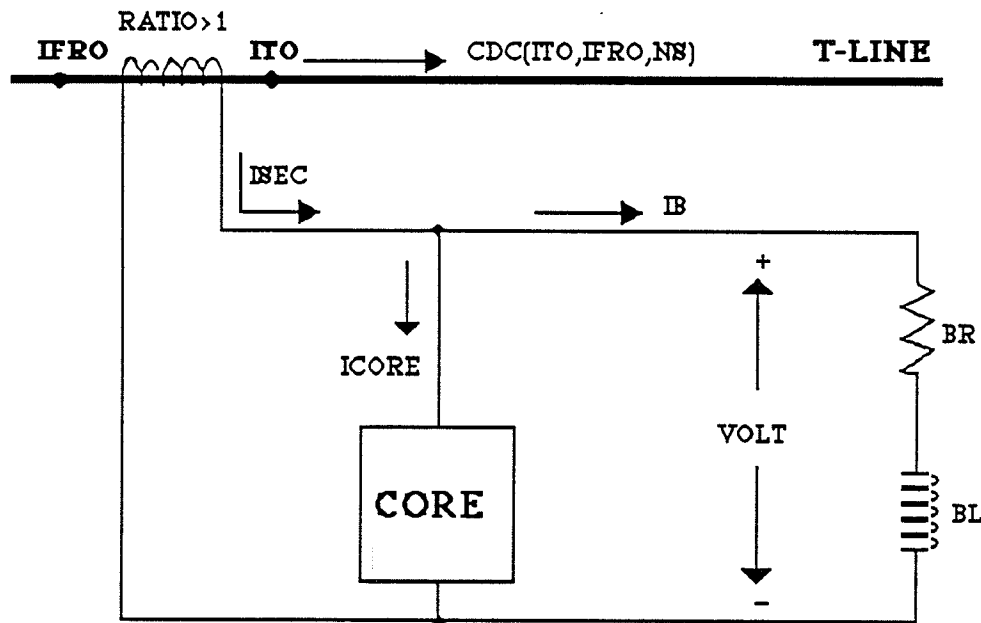 RATIO>1
IFRO ITO CDC(ITO,IFRO,NS) T-LINE
ISEC
IB
+
BR
ICORE
VOLT
CORE
BL
−